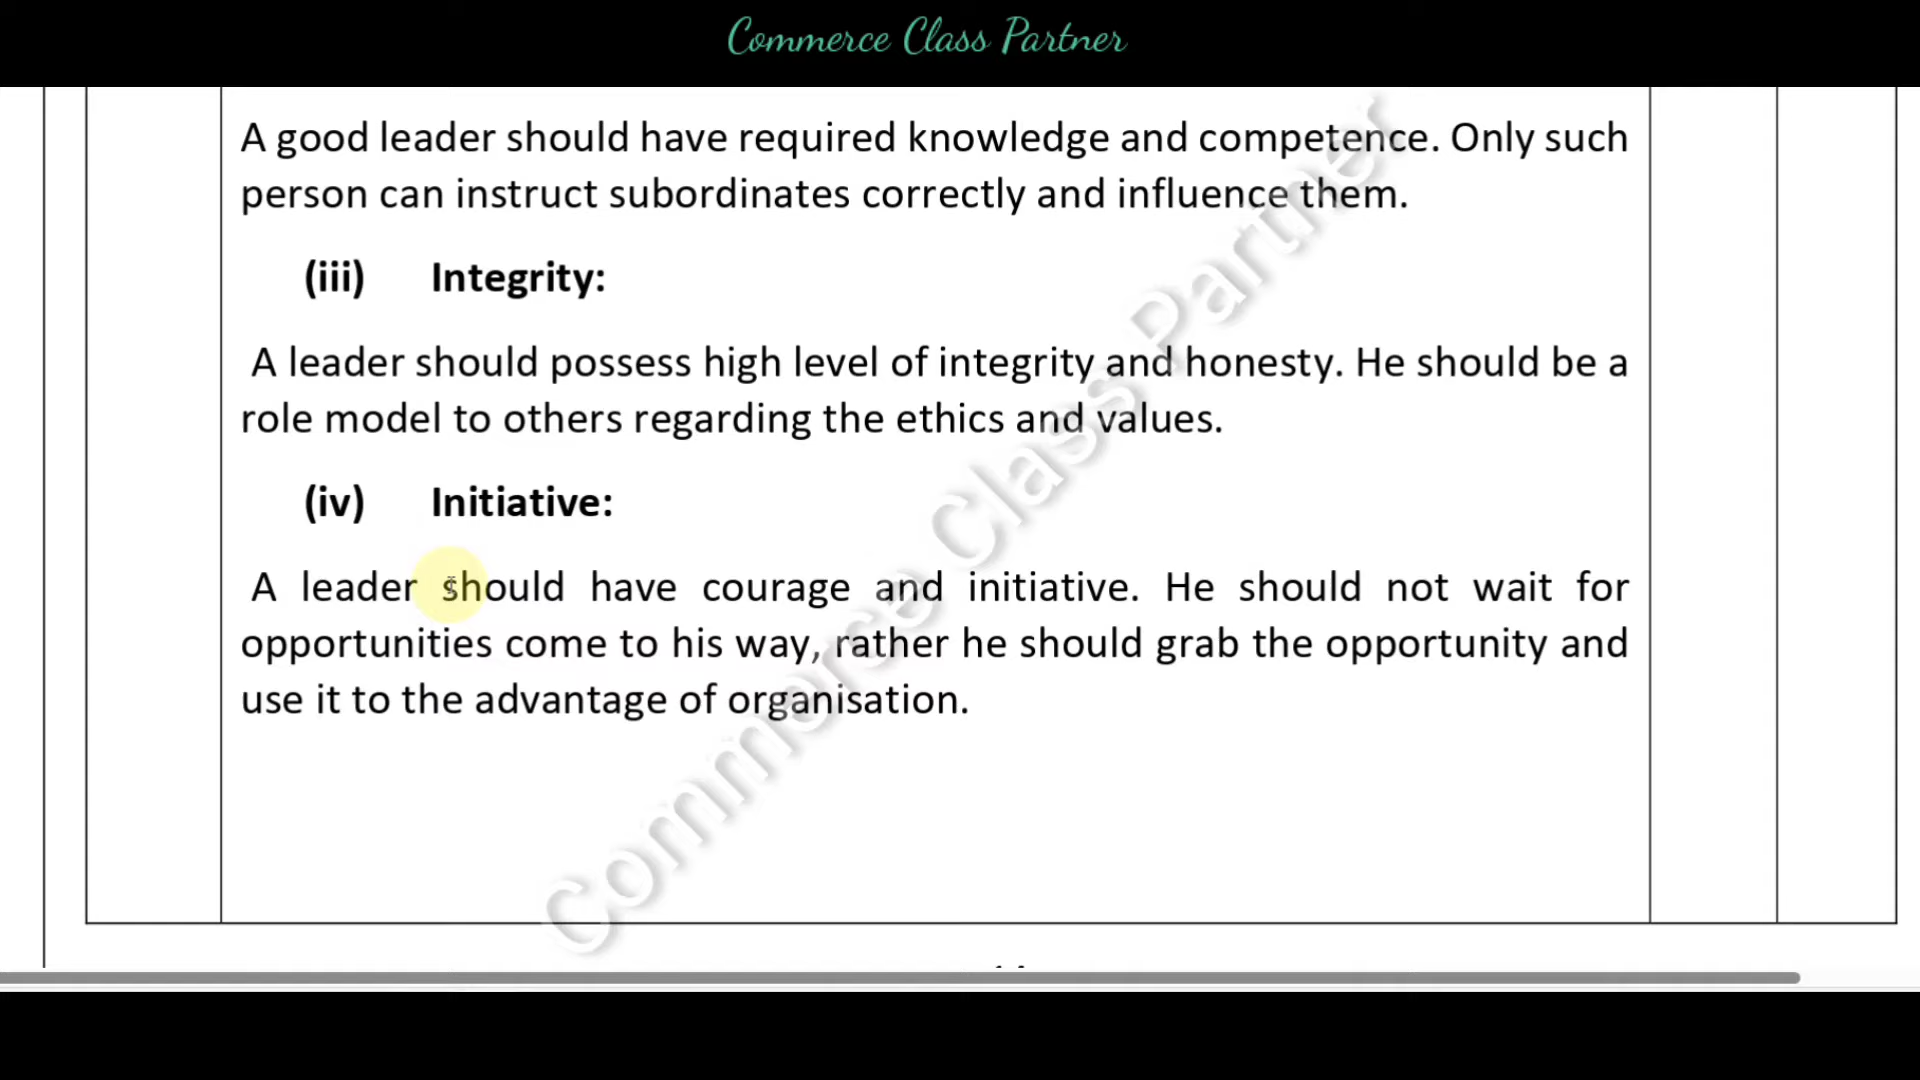 Commerce Class Partner
A good leader should have required knowledge and competence. Only such
person can instruct subordinates correctly and influence them.
(iii) Integrity:
A leader should possess high level of integrity and honesty. He should be a
role model to others regarding the ethics and values.
(iv) Initiative:
A leader should have courage and initiative. He should not wait for
opportunities come to his way, rather he should grab the opportunity and
use it to the advantage of organisation.
Commerce Class Partner